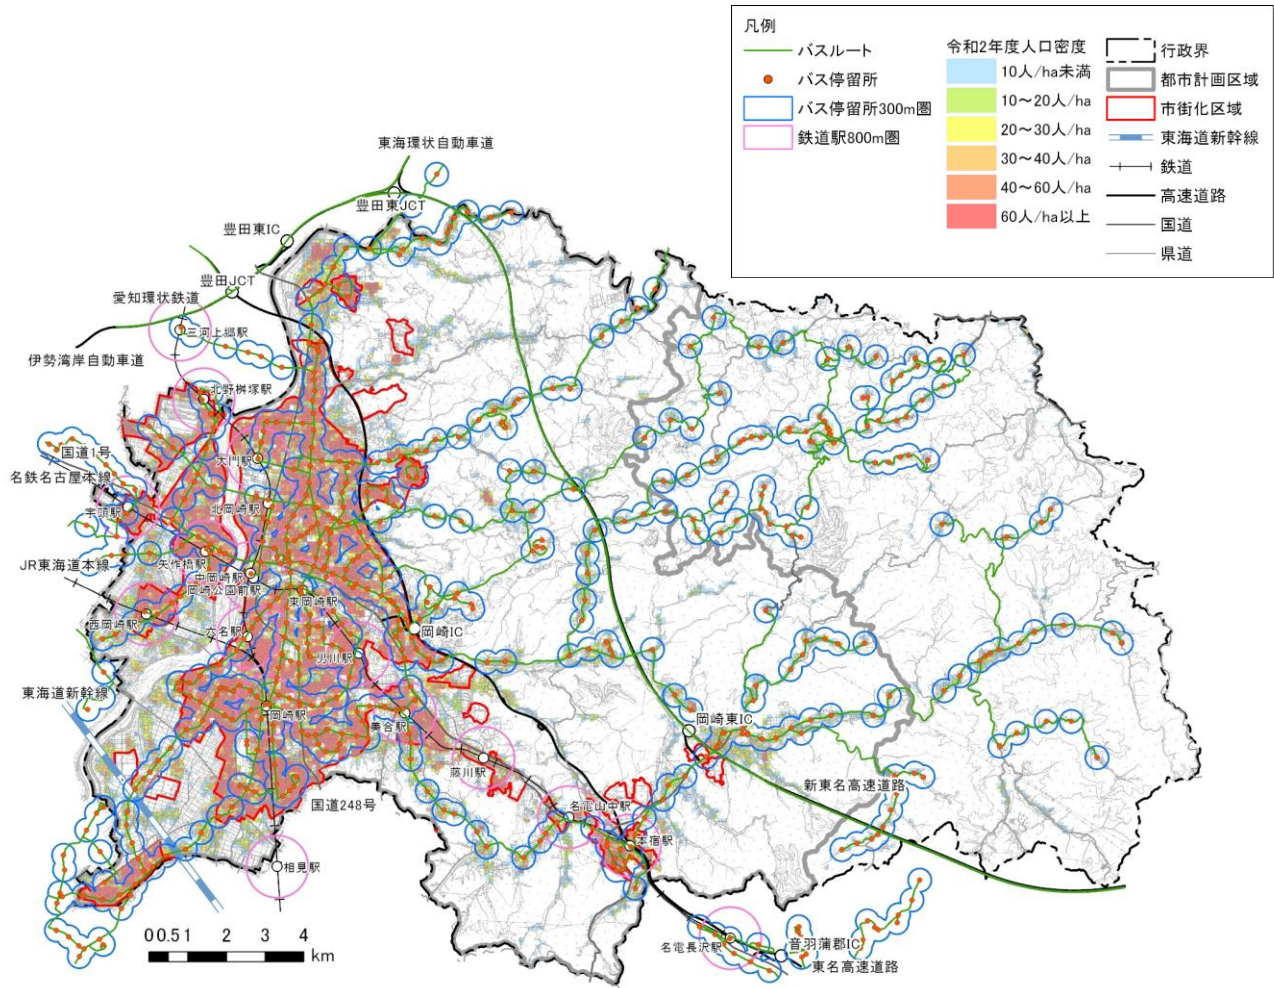 凡例
バスルート
バス停留所
バス停留所300m圏
鉄道駅800m圏
令和2年度人口密度
10人/ha未満
10～20人/ha
20～30人/ha
30～40人/ha
40～60人/ha
60人/ha以上
行政界
都市計画区域
市街化区域
東海道新幹線
鉄道
高速道路
国道
県道
東海環状自動車道
豊田東JCT
豊田東IC
豊田JCT
愛知環状鉄道
三河上郷駅
伊勢湾岸自動車道
北野桝塚駅
国道1号
大門駅
名鉄名古屋本線
宇頭駅
北岡崎駅
矢作橋駅
JR東海道本線
中岡崎駅
岡崎公園前駅
東岡崎駅
西岡崎駅
六名駅
岡崎IC
男川駅
東海道新幹線
岡崎駅
美合駅
岡崎東IC
藤川駅
新東名高速道路
国道248号
名電山中駅
本宿駅
相見駅
名電長沢駅
音羽蒲郡IC
東名高速道路
0 0.5 1 2 3 4
km